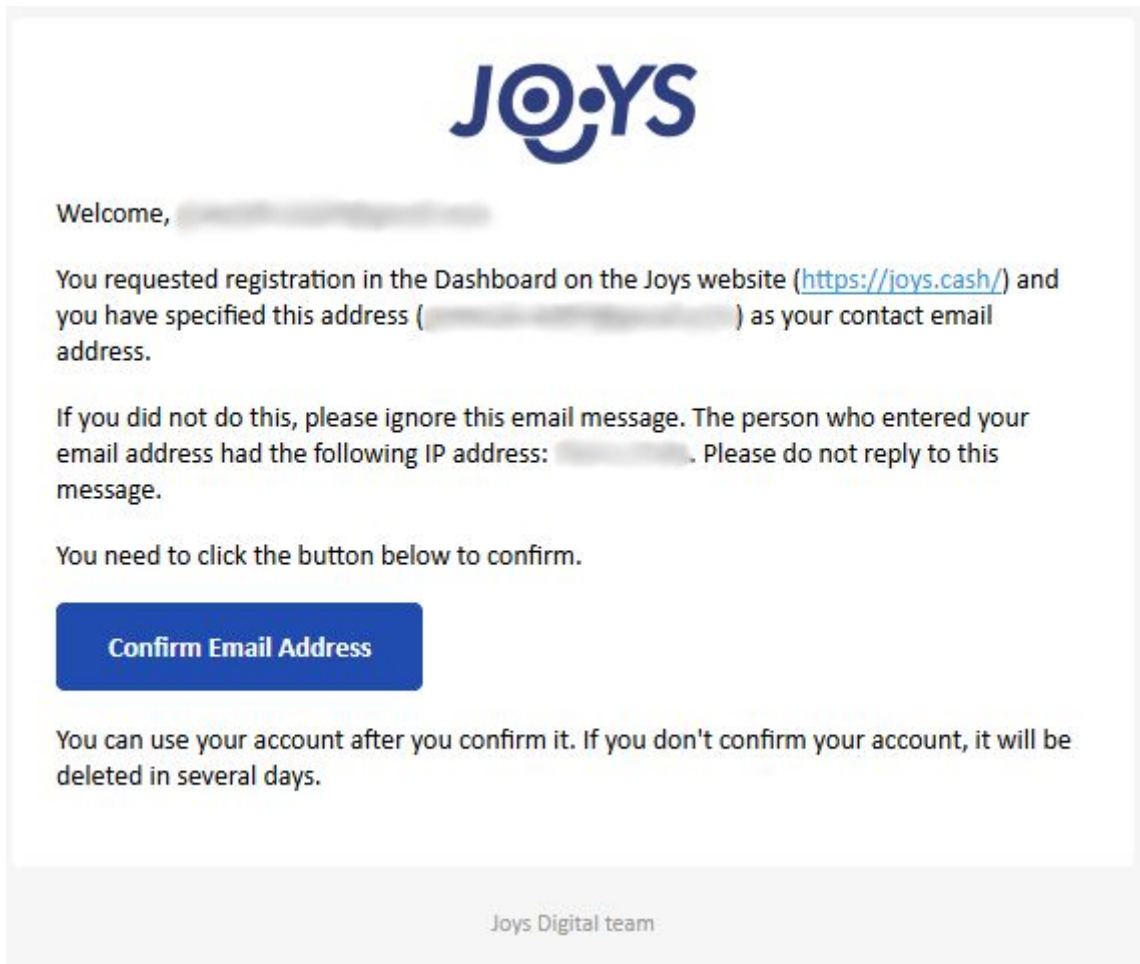 JOYS
Welcome,
You requested registration in the Dashboard on the Joys website (https://joys.cash/) and
you have specified this address ( ) as your contact email
address.
If you did not do this, please ignore this email message. The person who entered your
email address had the following IP address: . Please do not reply to this
message.
You need to click the button below to confirm.
Confirm Email Address
You can use your account after you confirm it. If you don't confirm your account, it will be
deleted in several days.
Joys Digital team